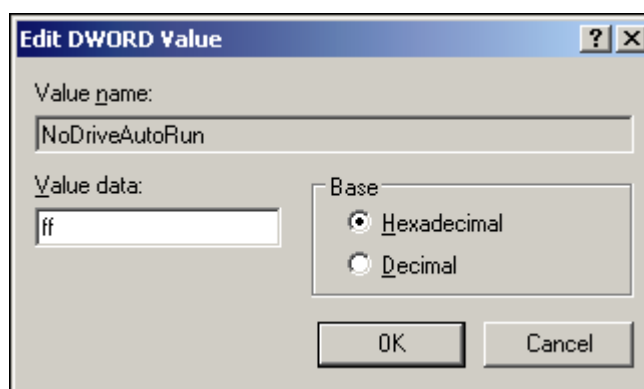 Edit DWORD Value
Value name:
NoDriveAutoRun
Value data:
ff
Base
Hexadecimal
Decimal
OK
Cancel